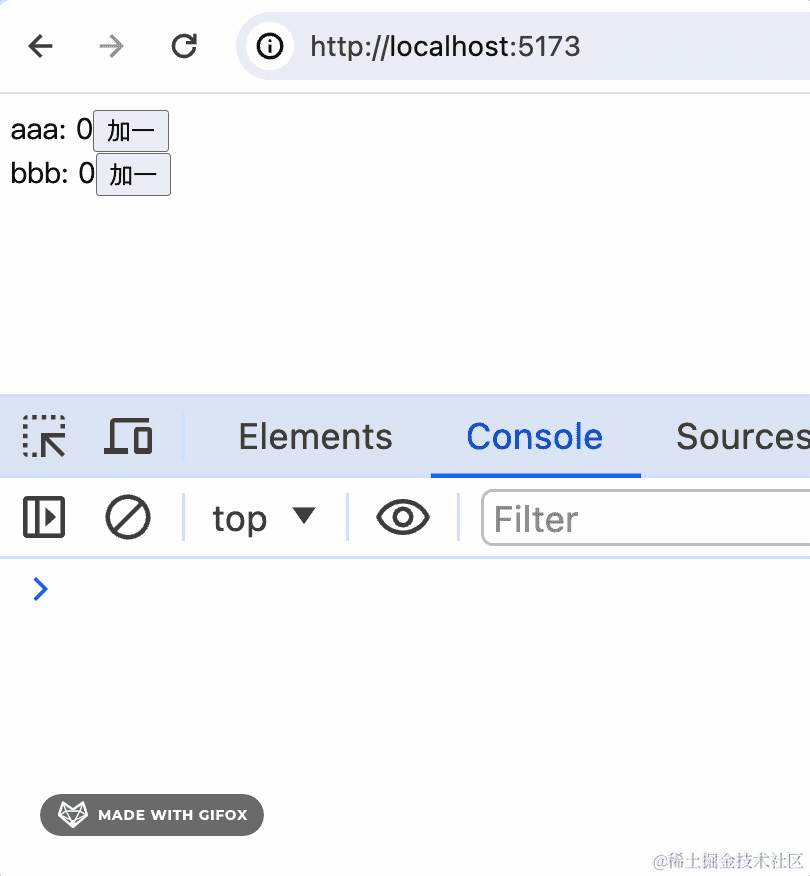 http://localhost:5173
aaa: 0 加一
bbb: 0 加一
Elements Console Sources
top Filter
MADE WITH GIFOX
@稀土掘金技术社区